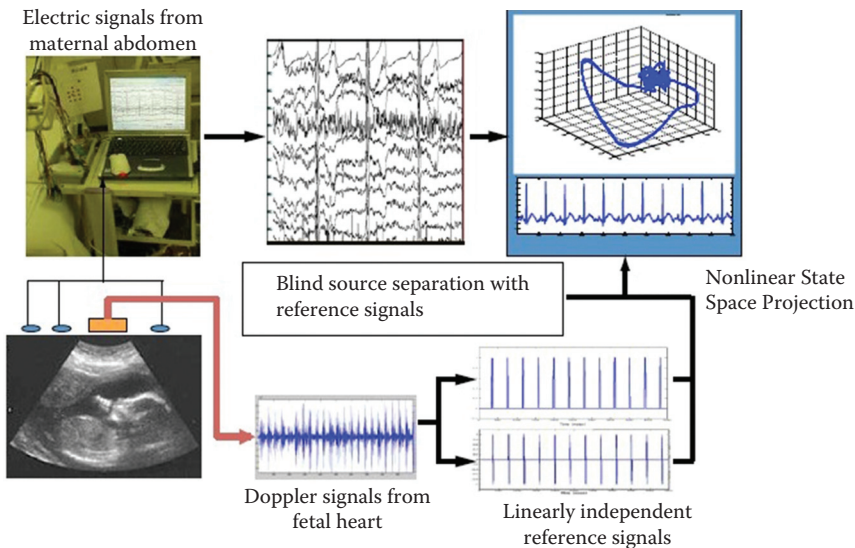 Electric signals from
maternal abdomen
Blind source separation with
reference signals
Nonlinear State
Space Projection
Doppler signals from
fetal heart
Linearly independent
reference signals